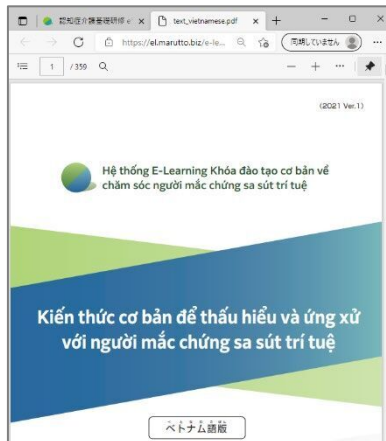 認知症介護基礎研修 e
text_vietnamese.pdf
https://el.marutto.biz/e-le...
同期していません
1 / 359
(2021 Ver.1)
Hệ thống E-Learning Khóa đào tạo cơ bản về
chăm sóc người mắc chứng sa sút trí tuệ
Kiến thức cơ bản để thấu hiểu và ứng xử
với người mắc chứng sa sút trí tuệ
ベトナム語版